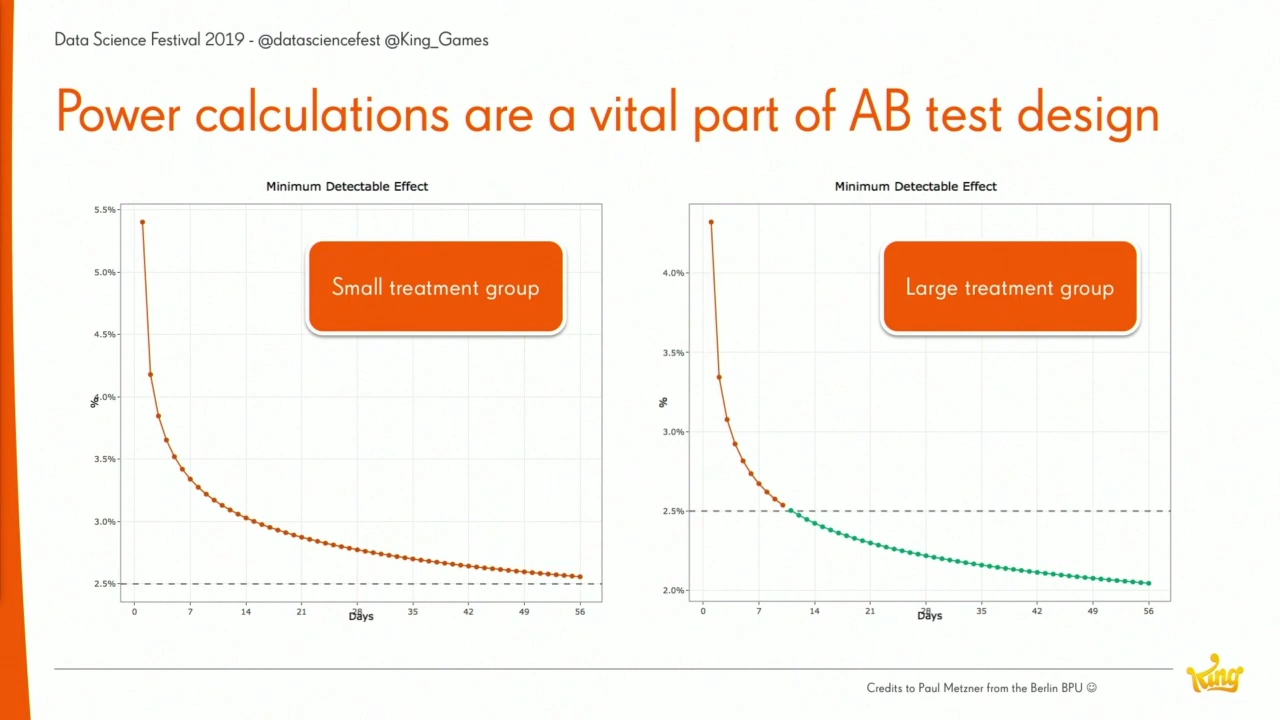 Data Science Festival 2019 - @datasciencefest @King_Games
Power calculations are a vital part of AB test design
Minimum Detectable Effect
5.5%
5.0%
4.5%
4.0%
3.5%
3.0%
2.5%
%
Small treatment group
0 7 14 21 28 35 42 49 56
Days
Minimum Detectable Effect
4.0%
3.5%
3.0%
2.5%
2.0%
%
Large treatment group
0 7 14 21 28 35 42 49 56
Days
Credits to Paul Metzner from the Berlin BPU ☺
King